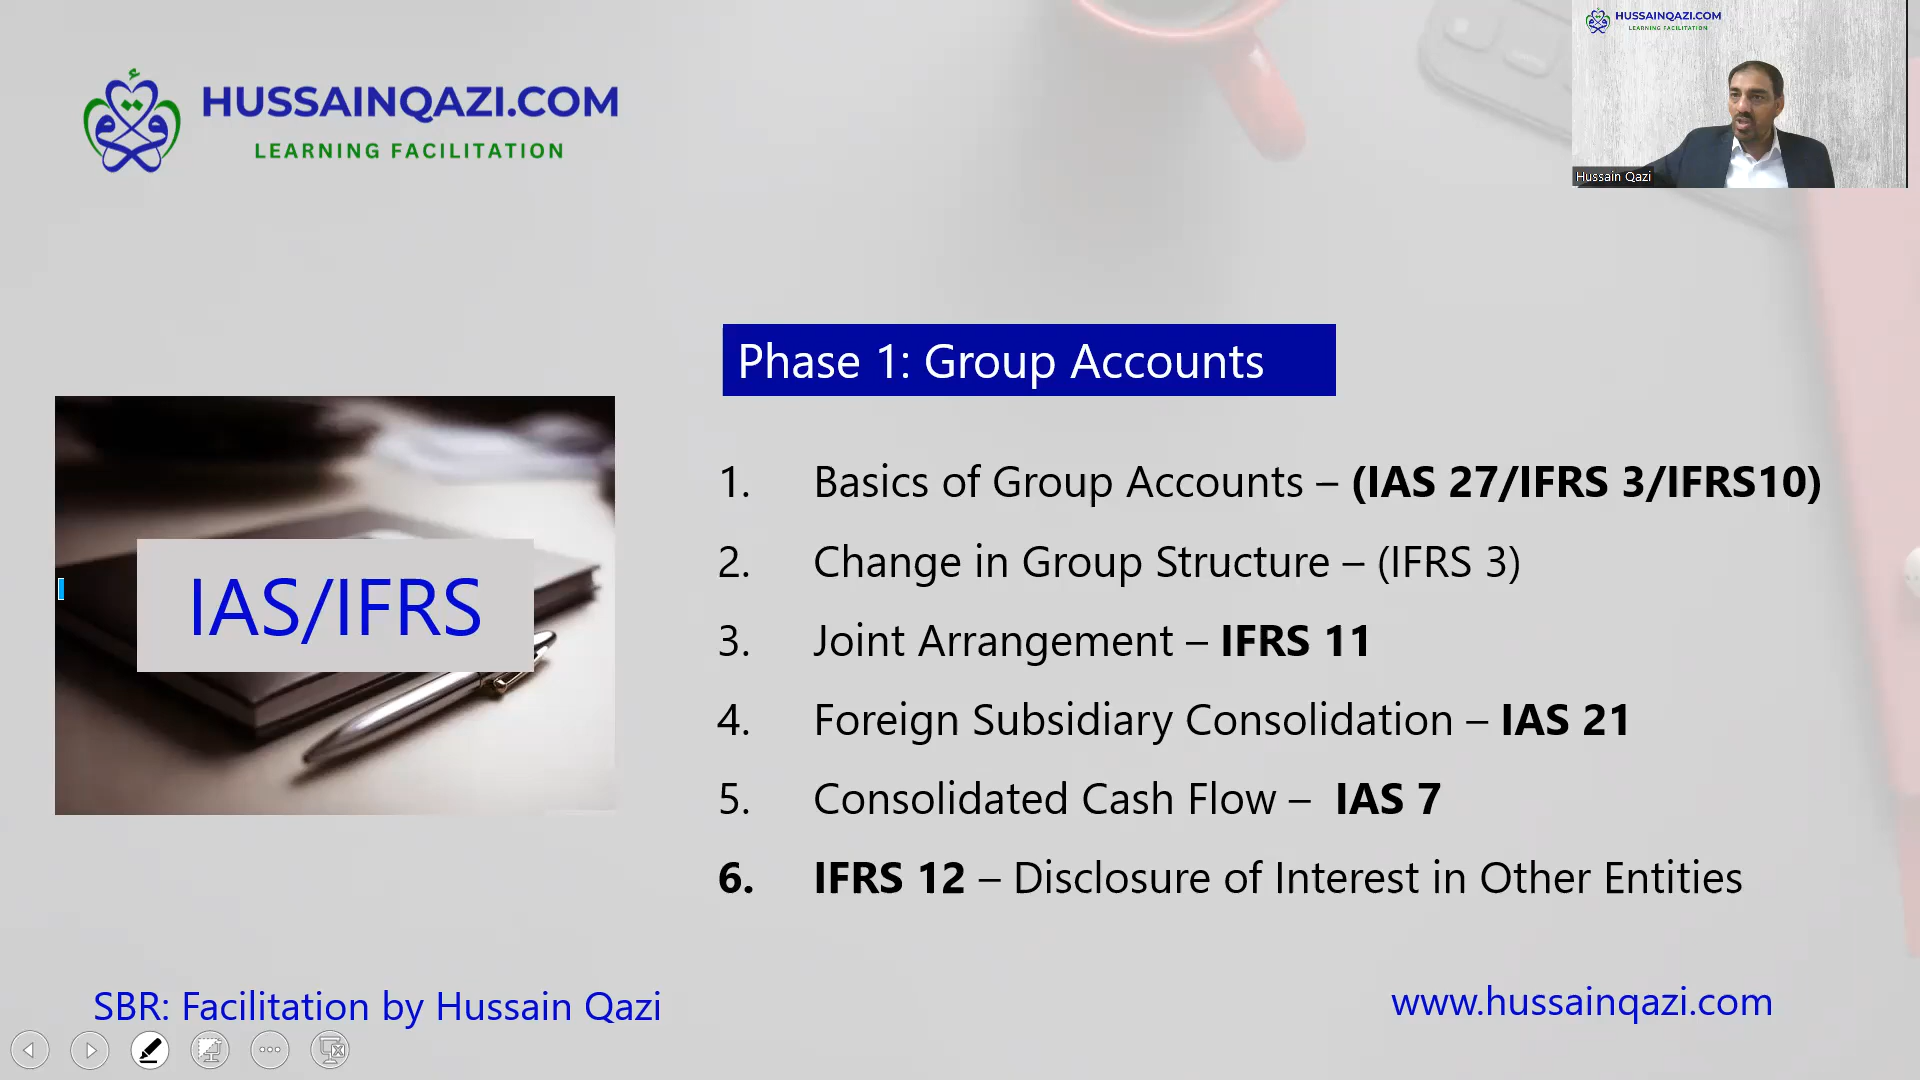 HUSSAINQAZI.COM
LEARNING FACILITATION
HUSSAINQAZI.COM
LEARNING FACILITATION
Hussain Qazi
Phase 1: Group Accounts
IAS/IFRS
1. Basics of Group Accounts – (IAS 27/IFRS 3/IFRS10)
2. Change in Group Structure – (IFRS 3)
3. Joint Arrangement – IFRS 11
4. Foreign Subsidiary Consolidation – IAS 21
5. Consolidated Cash Flow – IAS 7
6. IFRS 12 – Disclosure of Interest in Other Entities
SBR: Facilitation by Hussain Qazi
www.hussainqazi.com